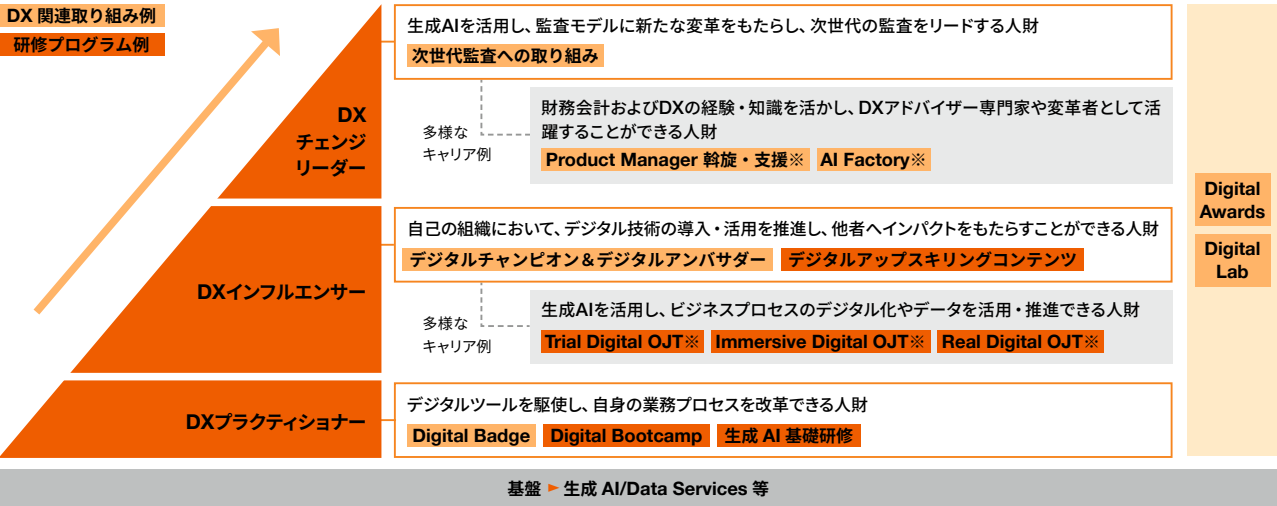 DX 関連取り組み例
研修プログラム例
DX
チェンジ
リーダー
生成AIを活用し、監査モデルに新たな変革をもたらし、次世代の監査をリードする人財
次世代監査への取り組み
多様な
キャリア例
財務会計およびDXの経験・知識を活かし、DXアドバイザー専門家や変革者として活
躍することができる人財
Product Manager 斡旋・支援※ AI Factory※
DXインフルエンサー
自己の組織において、デジタル技術の導入・活用を推進し、他者へインパクトをもたらすことができる人財
デジタルチャンピオン＆デジタルアンバサダー デジタルアップスキリングコンテンツ
多様な
キャリア例
生成AIを活用し、ビジネスプロセスのデジタル化やデータを活用・推進できる人財
Trial Digital OJT※ Immersive Digital OJT※ Real Digital OJT※
DXプラクティショナー
デジタルツールを駆使し、自身の業務プロセスを改革できる人財
Digital Badge Digital Bootcamp 生成 AI 基礎研修
Digital
Awards
Digital
Lab
基盤 ► 生成 AI/Data Services 等